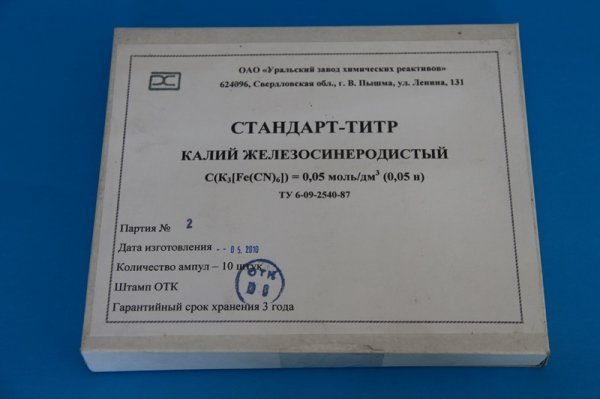 ОАО «Уральский завод химических реактивов»
624096, Свердловская обл., г. В. Пышма, ул. Ленина, 131
СТАНДАРТ-ТИТР
КАЛИЙ ЖЕЛЕЗОСИНЕРОДИСТЫЙ
C(K₃[Fe(CN)₆]) = 0,05 моль/дм³ (0,05 н)
ТУ 6-09-2540-87
Партия № 2
Дата изготовления -- 05.2010
Количество ампул – 10 штук
ОТК
Штамп ОТК
Гарантийный срок хранения 3 года